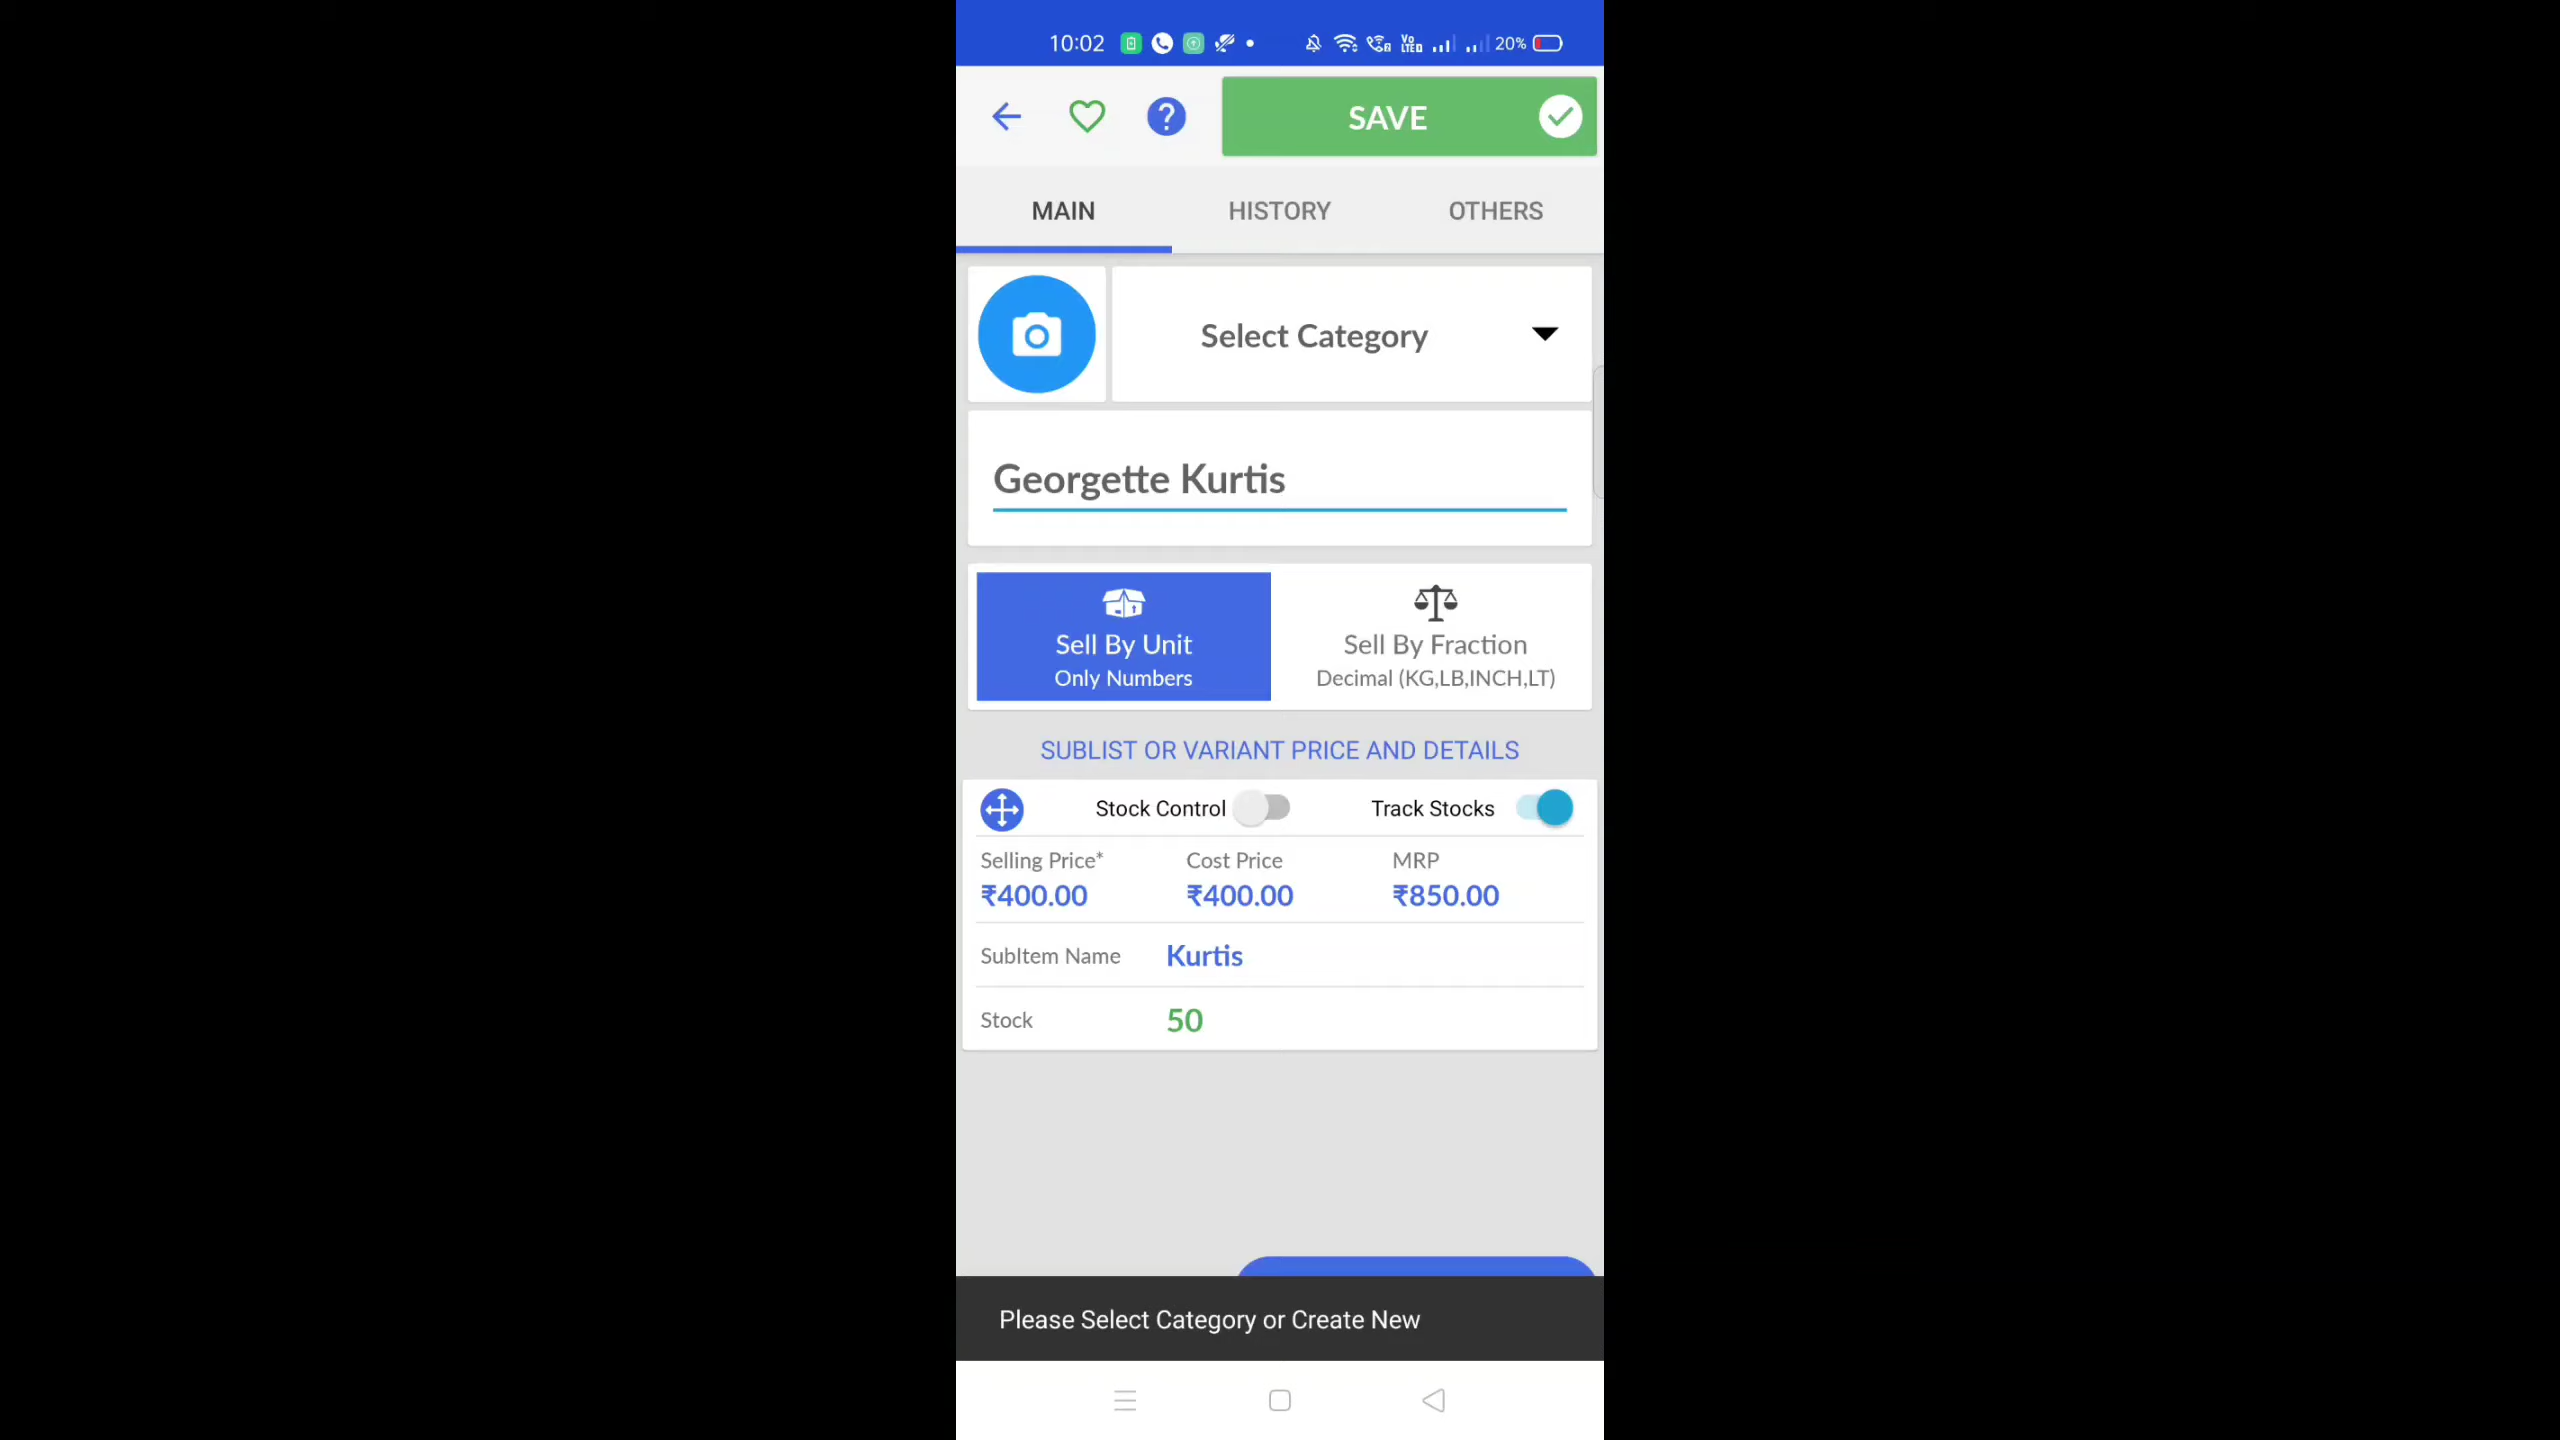 10:02 20%
SAVE
MAIN HISTORY OTHERS
Select Category
Georgette Kurtis
Sell By Unit Sell By Fraction
Only Numbers Decimal (KG,LB,INCH,LT)
SUBLIST OR VARIANT PRICE AND DETAILS
Stock Control Track Stocks
Selling Price* Cost Price MRP
₹400.00 ₹400.00 ₹850.00
SubItem Name Kurtis
Stock 50
Please Select Category or Create New